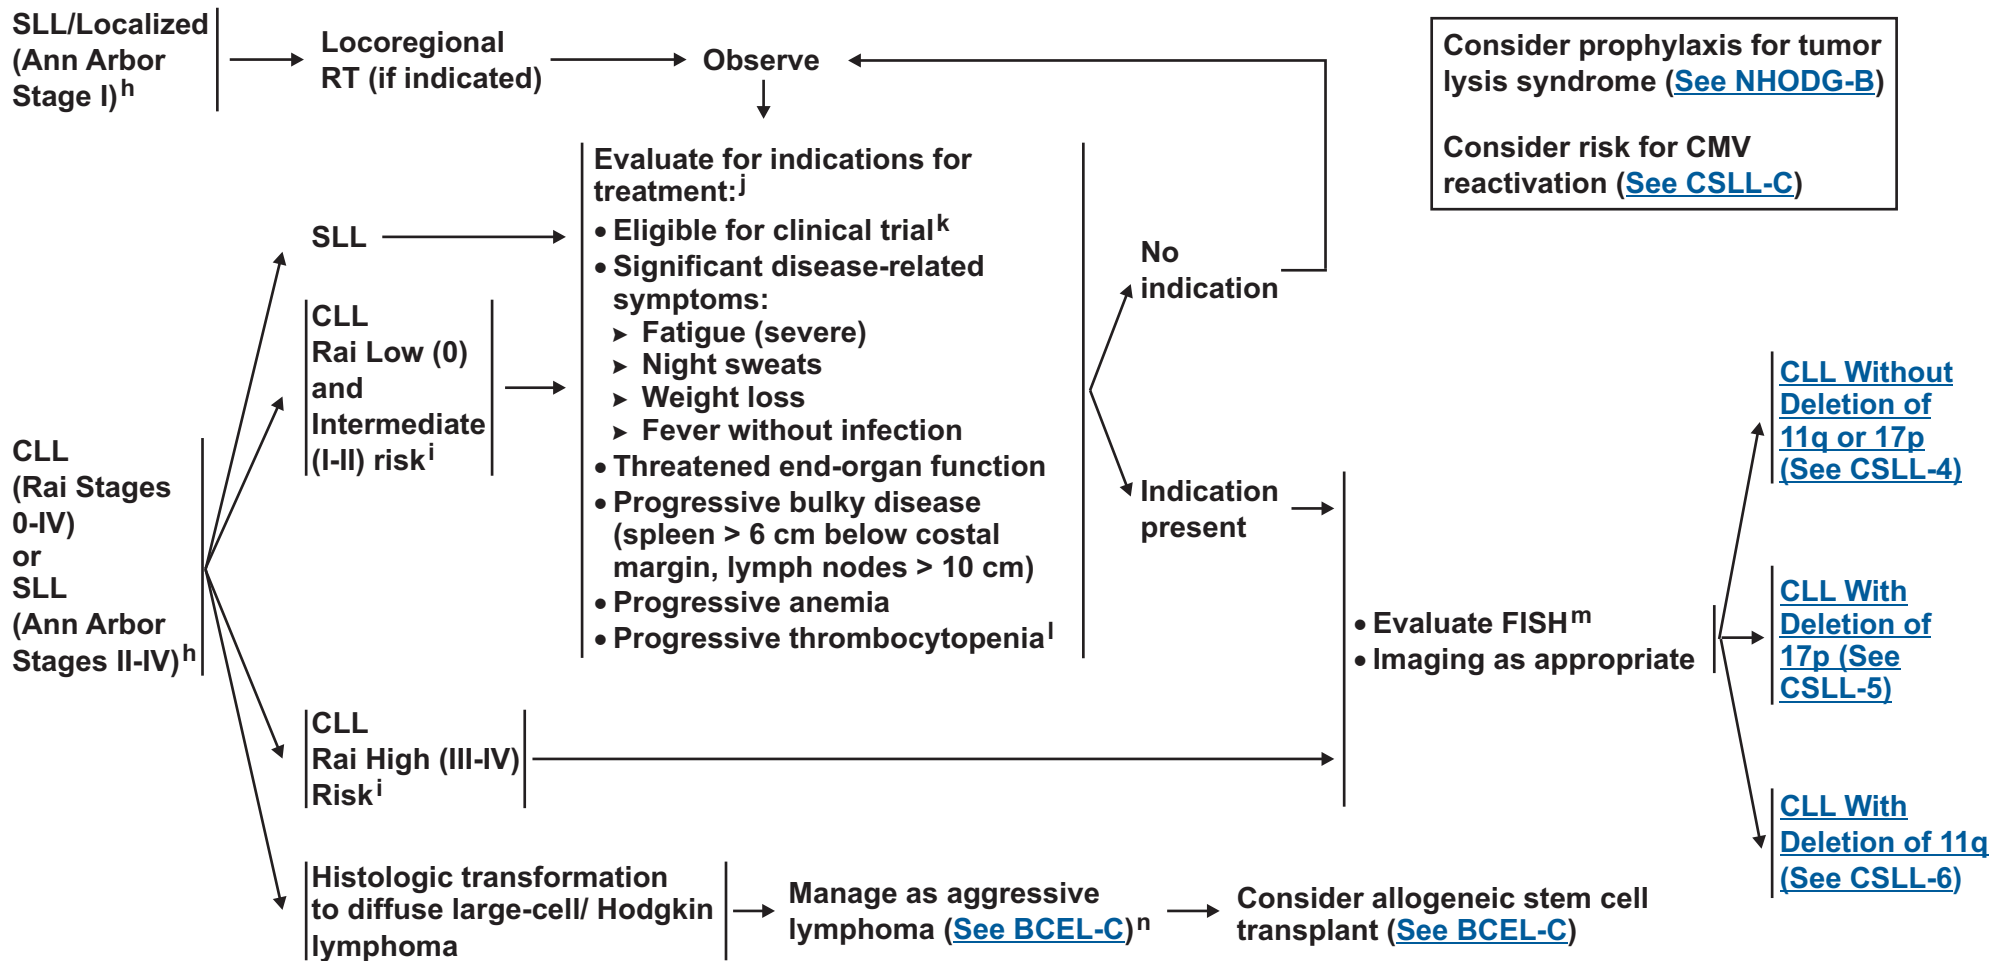 SLL/Localized
(Ann Arbor
Stage I)h
Locoregional
RT (if indicated)
Observe
Consider prophylaxis for tumor
lysis syndrome (See NHODG-B)
Consider risk for CMV
reactivation (See CSLL-C)
CLL
(Rai Stages
0-IV)
or
SLL
(Ann Arbor
Stages II-IV)h
SLL
CLL
Rai Low (0)
and
Intermediate
(I-II) riski
Evaluate for indications for
treatment:j
• Eligible for clinical trialk
• Significant disease-related
symptoms:
➤ Fatigue (severe)
➤ Night sweats
➤ Weight loss
➤ Fever without infection
• Threatened end-organ function
• Progressive bulky disease
(spleen > 6 cm below costal
margin, lymph nodes > 10 cm)
• Progressive anemia
• Progressive thrombocytopenial
No
indication
Indication
present
CLL
Rai High (III-IV)
Riski
• Evaluate FISHm
• Imaging as appropriate
CLL Without
Deletion of
11q or 17p
(See CSLL-4)
CLL With
Deletion of
17p (See
CSLL-5)
CLL With
Deletion of 11q
(See CSLL-6)
Histologic transformation
to diffuse large-cell/ Hodgkin
lymphoma
Manage as aggressive
lymphoma (See BCEL-C)n
Consider allogeneic stem cell
transplant (See BCEL-C)